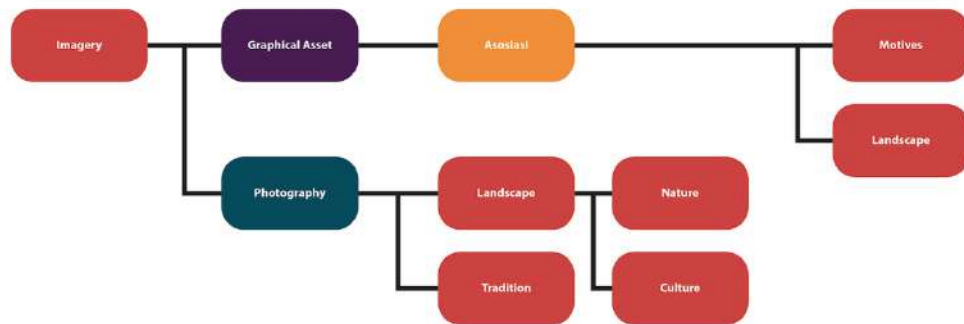 Imagery
Graphical Asset
Asosiasi
Motives
Landscape
Photography
Landscape
Nature
Tradition
Culture